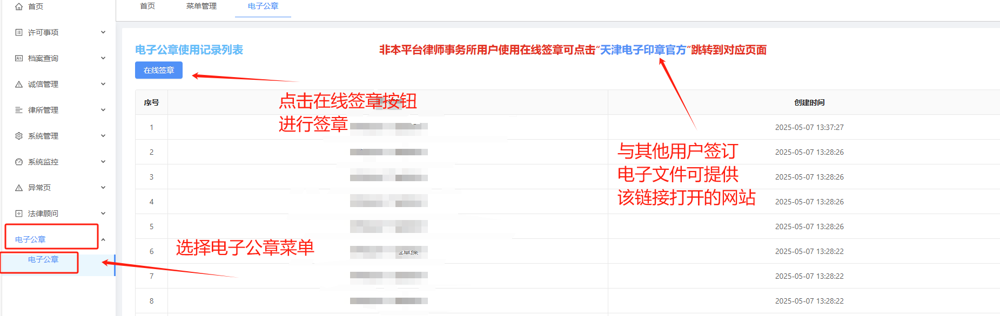 首页
许可事项
档案查询
诚信管理
律所管理
系统管理
系统监控
异常页
法律顾问
电子公章
电子公章
首页 菜单管理 电子公章
电子公章使用记录列表
非本平台律师事务所用户使用在线签章可点击“天津电子印章官方”跳转到对应页面
在线签章
点击在线签章按钮
进行签章
与其他用户签订
电子文件可提供
该链接打开的网站
选择电子公章菜单
序号 创建时间
1 2025-05-07 13:37:27
2 2025-05-07 13:28:26
3 2025-05-07 13:28:26
4 2025-05-07 13:28:26
5 2025-05-07 13:28:26
6 2025-05-07 13:28:22
7 2025-05-07 13:28:22
8 2025-05-07 13:28:22